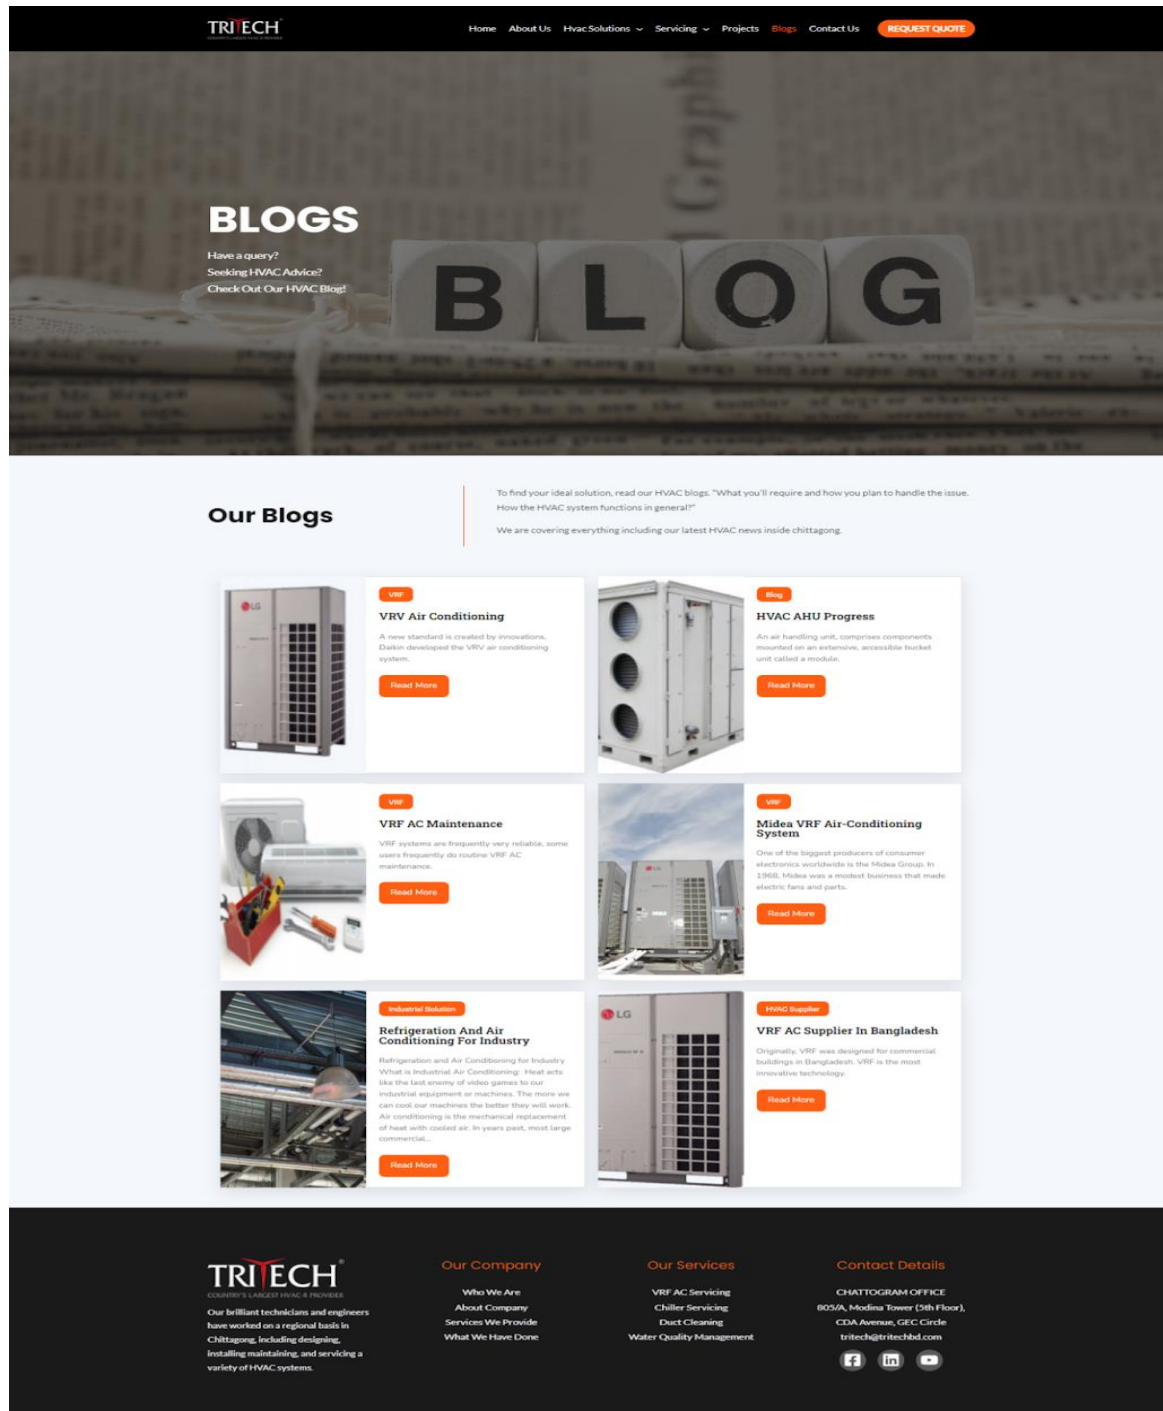 TRITECH
Home About Us Hvac Solutions Servicing Projects Blogs Contact Us REQUEST QUOTE
BLOGS
Have a query?
Seeking HVAC Advice?
Check Out Our HVAC Blog!
BLOG
Our Blogs
To find your ideal solution, read our HVAC blogs. "What you'll require and how you plan to handle the issue.
How the HVAC system functions in general?"
We are covering everything including our latest HVAC news inside chittagong.
LG
VRF
VRV Air Conditioning
A new standard is created by innovations.
Daikin developed the VRV air conditioning
system.
Read More
Blog
HVAC AHU Progress
An air handling unit, comprises components
mounted on an extensive, accessible bucket
unit called a module.
Read More
VRF
VRF AC Maintenance
VRF systems are frequently very reliable, some
users frequently do routine VRF AC
maintenance.
Read More
LG
VRF
Midea VRF Air-Conditioning
System
One of the biggest producers of consumer
electronics worldwide is the Midea Group. In
1968, Midea was a modest business that made
electric fans and parts.
Read More
Industrial Solution
Refrigeration And Air
Conditioning For Industry
Refrigeration and Air Conditioning for Industry
What is Industrial Air Conditioning: Heat acts
like the last enemy of video games to our
industrial equipment or machines. The more we
can cool our machines the better they will work.
Air conditioning is the mechanical replacement
of heat with cooled air. In years past, most large
commercial...
Read More
LG
HVAC Supplier
VRF AC Supplier In Bangladesh
Originally, VRF was designed for commercial
buildings in Bangladesh. VRF is the most
innovative technology.
Read More
TRITECH®
COUNTRY'S LARGEST HVAC-R PROVIDER
Our brilliant technicians and engineers
have worked on a regional basis in
Chittagong, including designing,
installing maintaining, and servicing a
variety of HVAC systems.
Our Company
Who We Are
About Company
Services We Provide
What We Have Done
Our Services
VRF AC Servicing
Chiller Servicing
Duct Cleaning
Water Quality Management
Contact Details
CHATTOGRAM OFFICE
805/A, Modina Tower (5th Floor),
CDA Avenue, GEC Circle
tritech@tritechbd.com